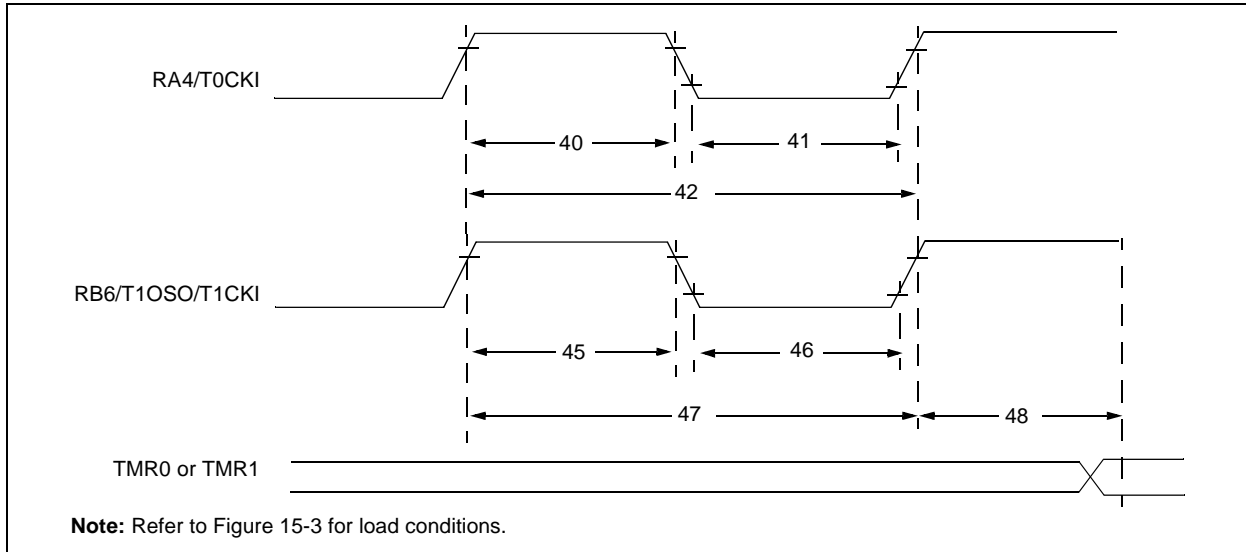 RA4/T0CKI
40
41
42
RB6/T1OSO/T1CKI
45
46
47
48
TMR0 or TMR1
Note: Refer to Figure 15-3 for load conditions.